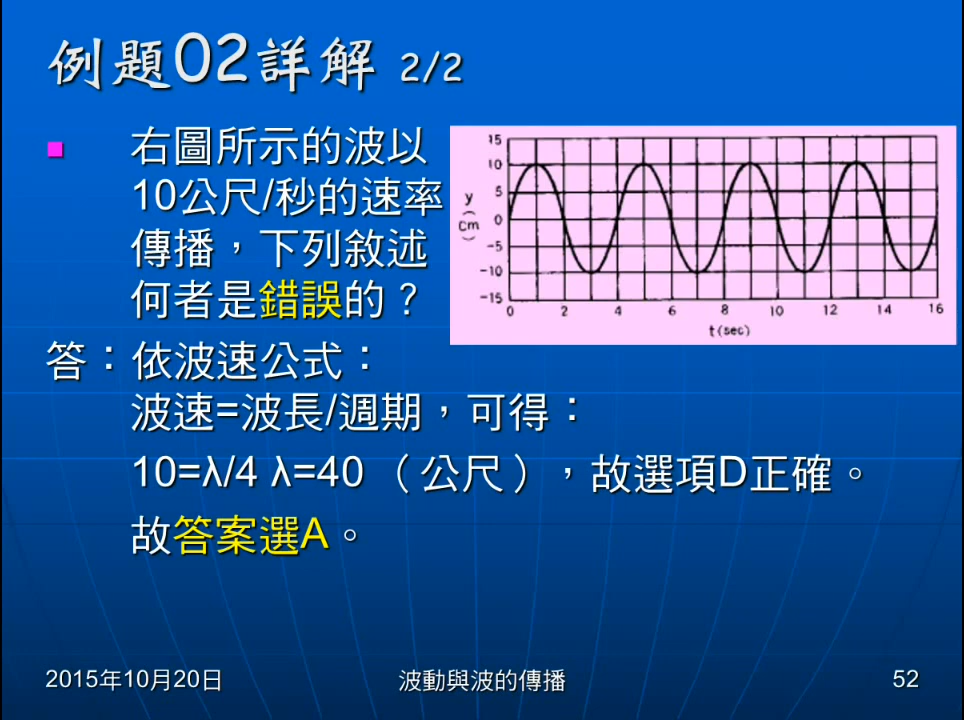 例題02詳解 2/2
右圖所示的波以
10公尺/秒的速率
傳播，下列敘述
何者是錯誤的？
15
10
5
0
-5
-10
-15
y
(cm)
0 2 4 6 8 10 12 14 16
t(sec)
答：依波速公式：
波速=波長/週期，可得：
10=λ/4 λ=40 （公尺），故選項D正確。
故答案選A。
2015年10月20日 波動與波的傳播 52